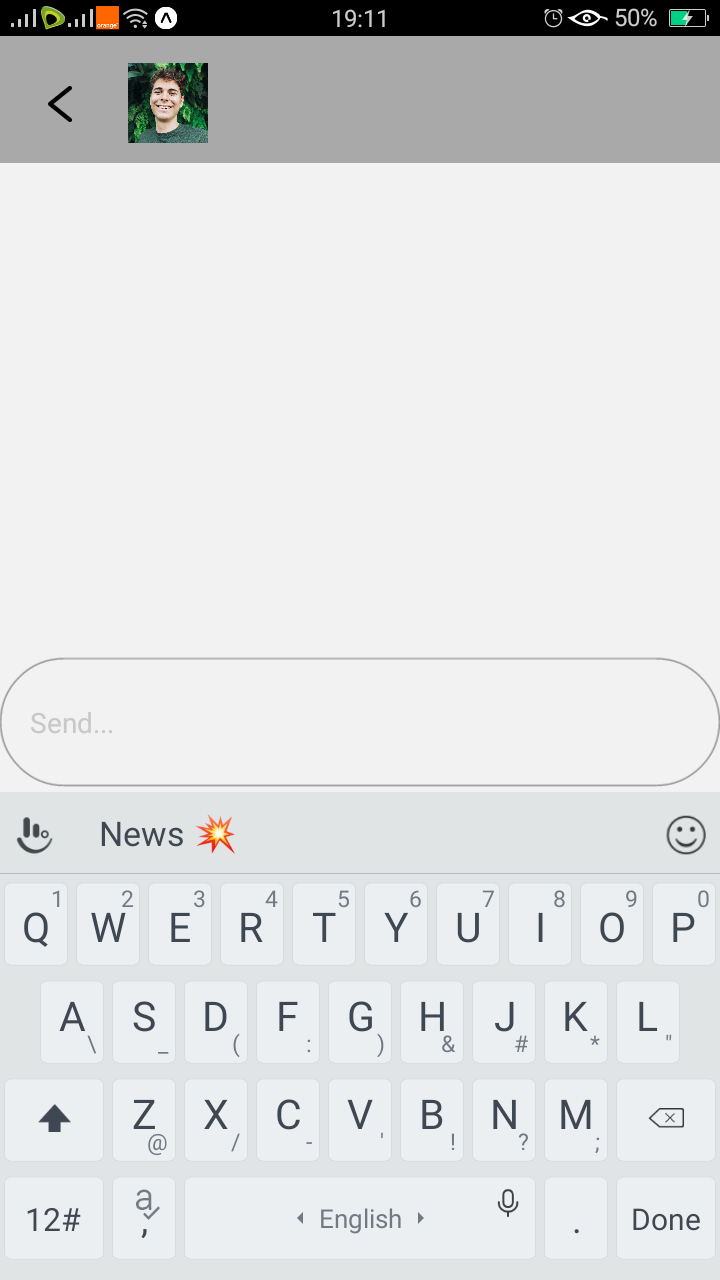 orange 19:11 50%
Send...
News 💥
1 2 3 4 5 6 7 8 9 0
Q W E R T Y U I O P
A S D F G H J K L
\ _ ( : ) & # * "
Z X C V B N M
@ / - ' ! ? ;
12# a , English . Done